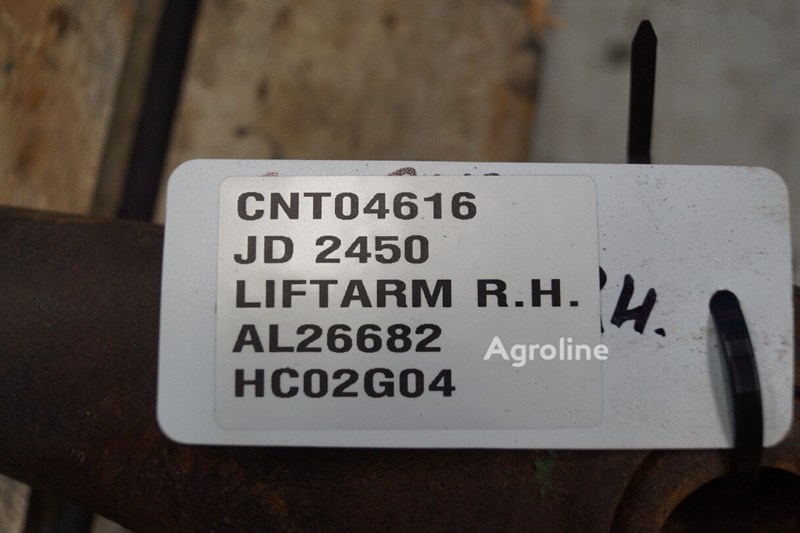 CNT04616
JD 2450
LIFTARM R.H.
AL26682
HC02G04
Agroline